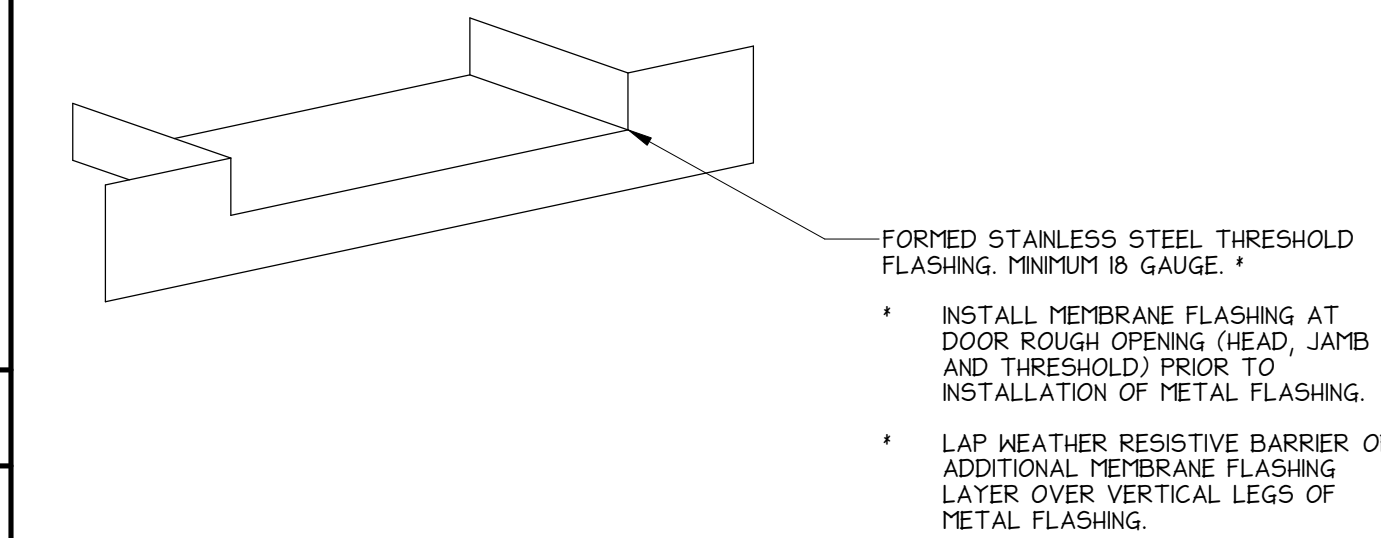 FORMED STAINLESS STEEL THRESHOLD
FLASHING. MINIMUM 18 GAUGE. *
* INSTALL MEMBRANE FLASHING AT
DOOR ROUGH OPENING (HEAD, JAMB
AND THRESHOLD) PRIOR TO
INSTALLATION OF METAL FLASHING.
* LAP WEATHER RESISTIVE BARRIER
ADDITIONAL MEMBRANE FLASHING
LAYER OVER VERTICAL LEGS OF
METAL FLASHING.